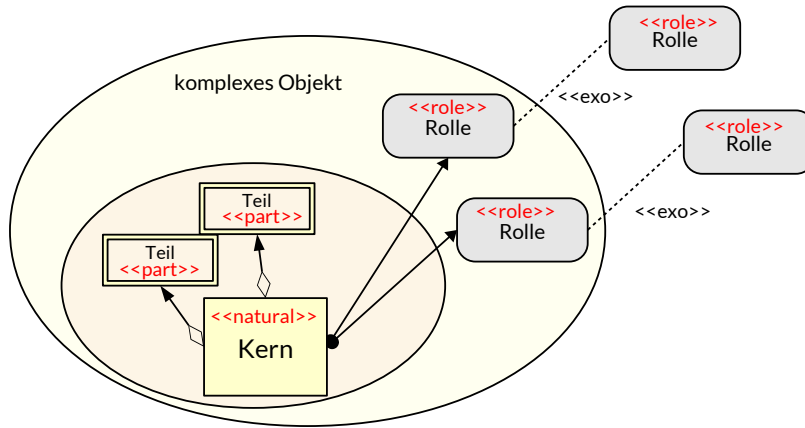 <<role>>
Rolle
komplexes Objekt
<<exo>>
<<role>>
Rolle
<<role>>
Rolle
Teil
<<part>>
<<role>>
Rolle
<<exo>>
Teil
<<part>>
<<natural>>
Kern